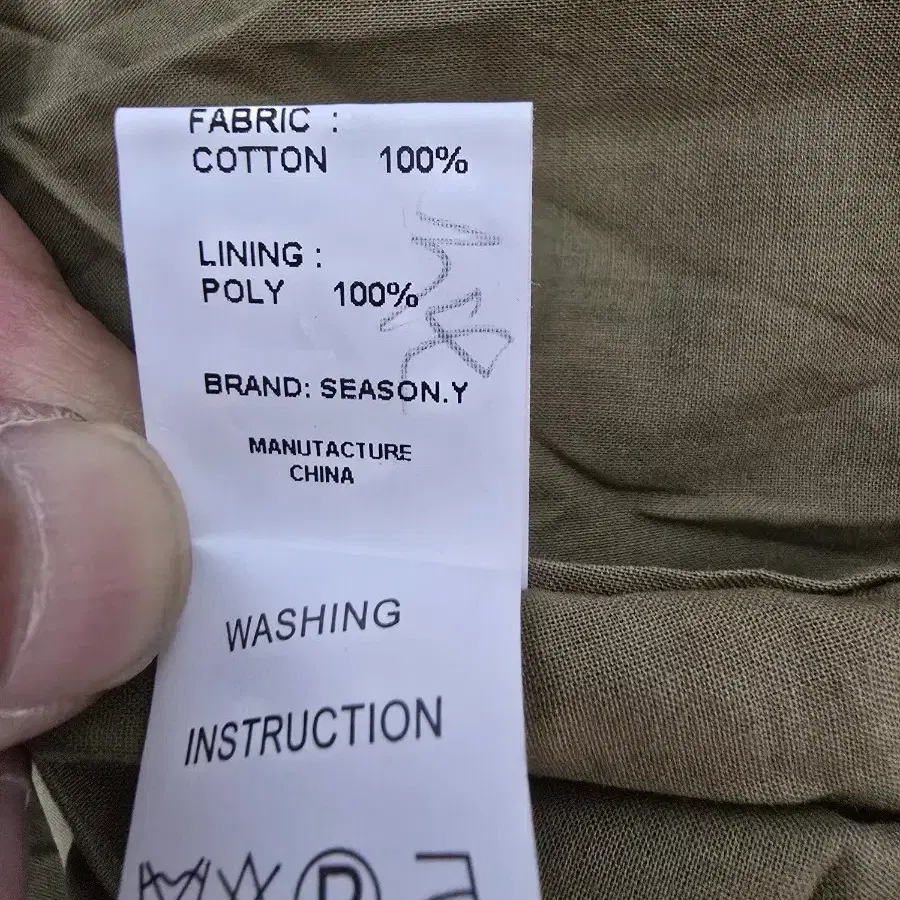 FABRIC :
COTTON 100%
LINING :
POLY 100%
BRAND: SEASON.Y
MANUTACTURE
CHINA
WASHING
INSTRUCTION
P